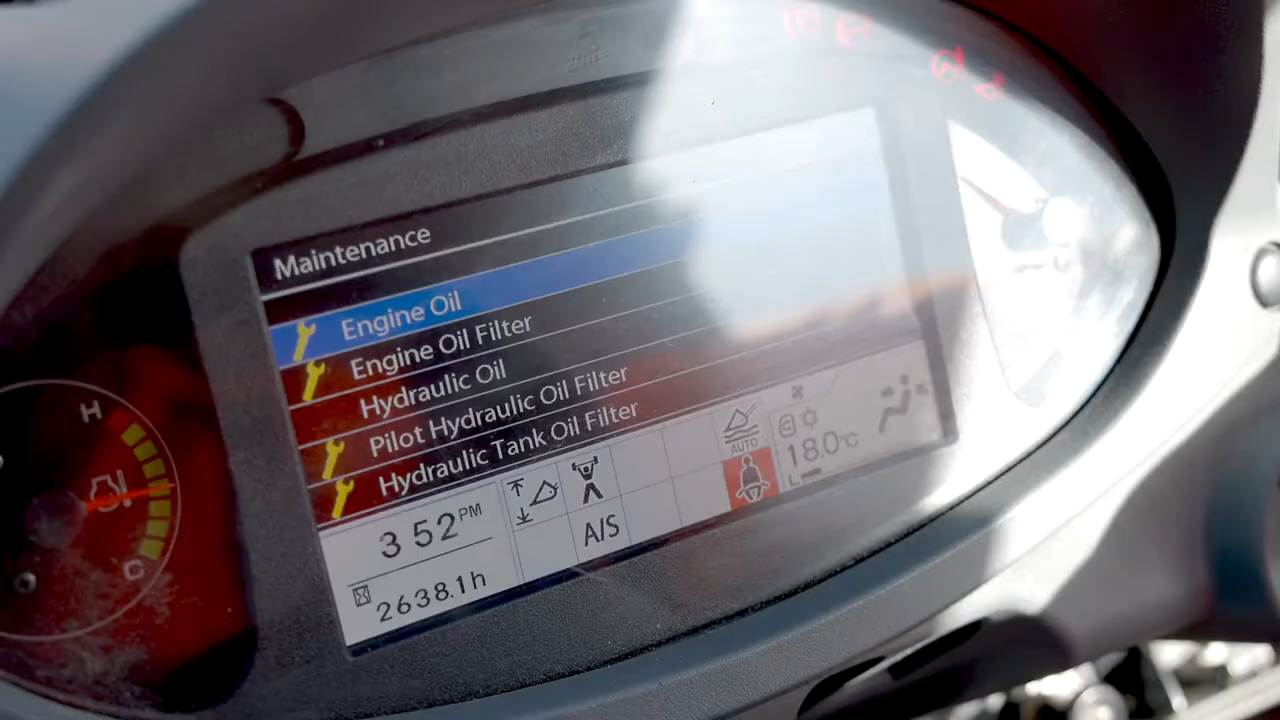 Maintenance
Engine Oil
Engine Oil Filter
Hydraulic Oil
Pilot Hydraulic Oil Filter
Hydraulic Tank Oil Filter
H
C
3 52 PM
2638.1h
A/S
AUTO
18.0℃
L